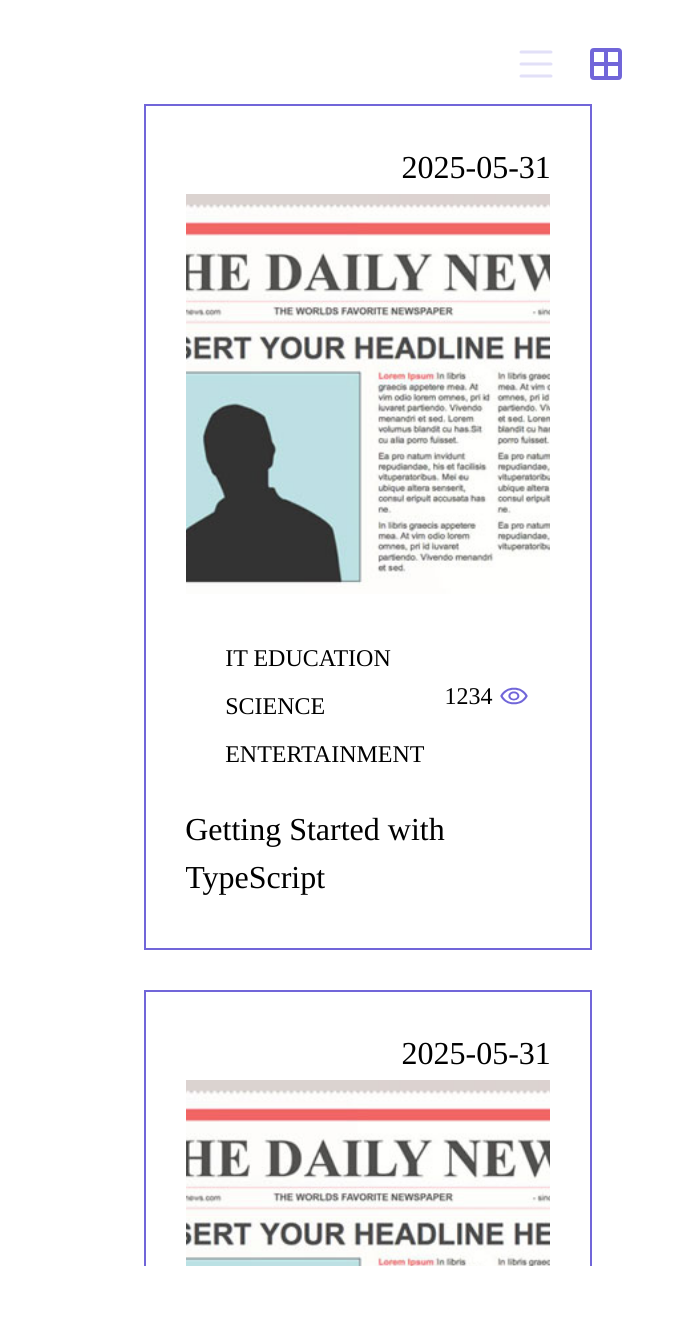 2025-05-31
HE DAILY NEW
news.com THE WORLDS FAVORITE NEWSPAPER - sinc
SERT YOUR HEADLINE HE
Lorem Ipsum In libris
graecis appetere mea. At
vim odio lorem omnes, pri id
iuvaret partiendo. Vivendo
menandri et sed. Lorem
volumus blandit cu has.Sit
cu alia porro fuisset.
Ea pro natum invidunt
repudiandae, his et facilisis
vituperatoribus. Mei eu
ubique altera senserit,
consul eripuit accusata has
ne.
In libris graecis appetere
mea. At vim odio lorem
omnes, pri id iuvaret
partiendo. Vivendo menandri
et sed.
In libris graec
mea. At vim o
omnes, pri id
partiendo. Viv
et sed. Lorem
blandit cu has
porro fuisset.
Ea pro natum
repudiandae,
vituperatoribu
ubique altera
consul eripuit
ne.
Ea pro natum
repudiandae,
vituperatoribu
IT EDUCATION
SCIENCE
ENTERTAINMENT
1234
Getting Started with
TypeScript
2025-05-31
HE DAILY NEW
news.com THE WORLDS FAVORITE NEWSPAPER - sinc
SERT YOUR HEADLINE HE
Lorem Ipsum In libris
In libris graec